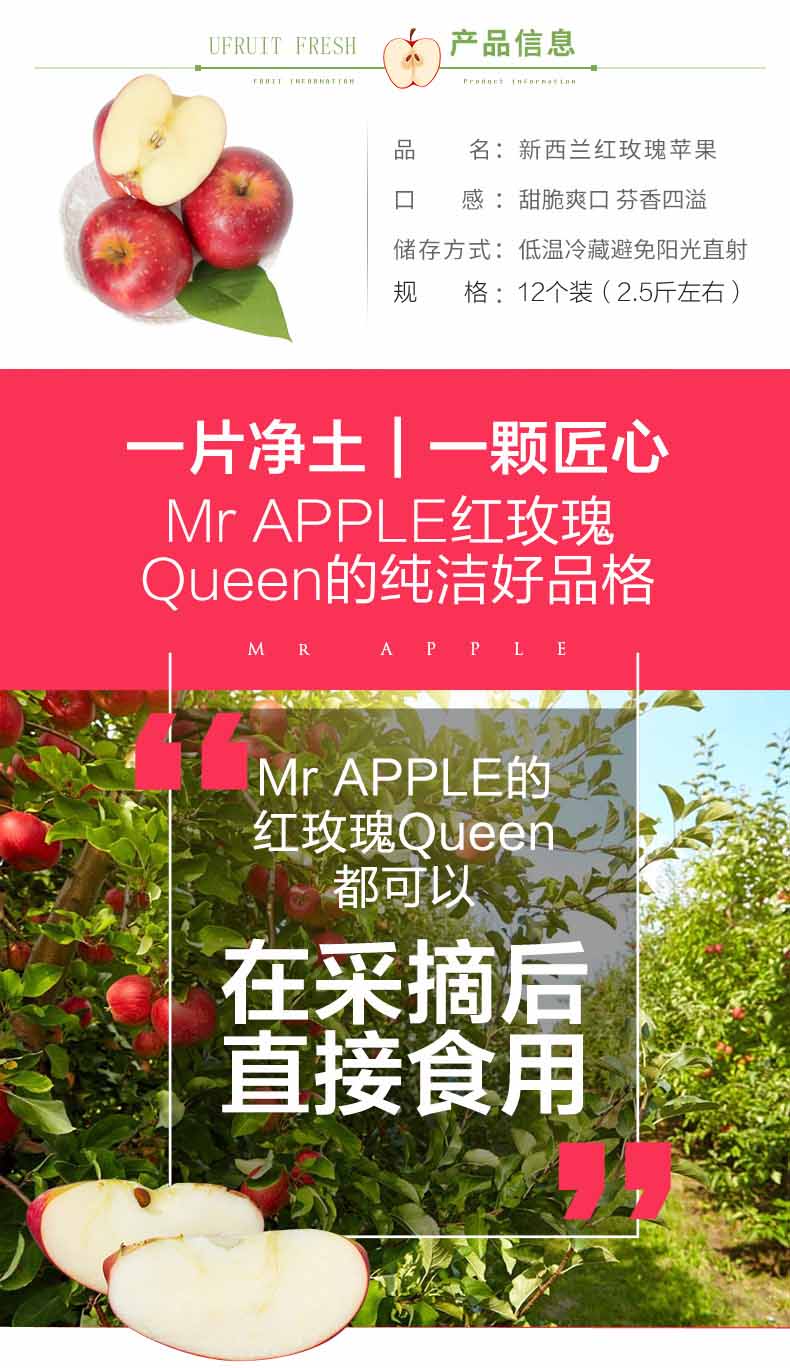 UFRUIT FRESH 产品信息
FRUIT INFORMATION Product information
品 名：新西兰红玫瑰苹果
口 感：甜脆爽口 芬香四溢
储存方式：低温冷藏避免阳光直射
规 格：12个装（2.5斤左右）
一片净土｜一颗匠心
Mr APPLE红玫瑰
Queen的纯洁好品格
Mr APPLE
“Mr APPLE的
红玫瑰Queen
都可以
在采摘后
直接食用”